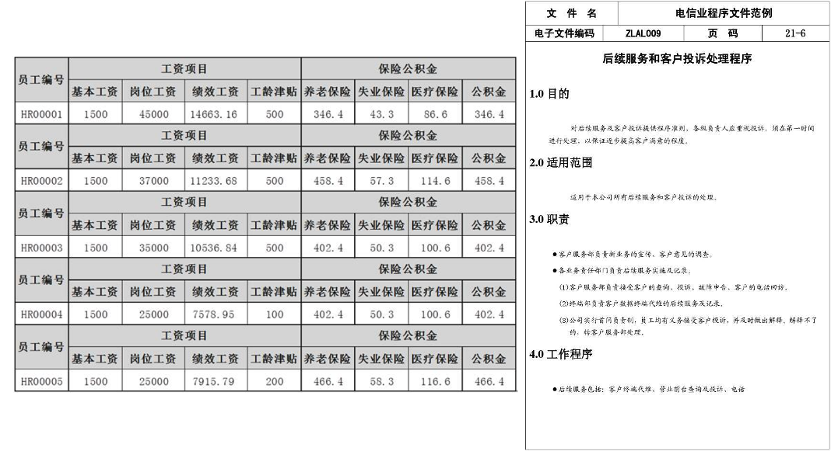 员工编号 工资项目 保险公积金
基本工资 岗位工资 绩效工资 工龄津贴 养老保险 失业保险 医疗保险 公积金
HR00001 1500 45000 14663.16 500 346.4 43.3 86.6 346.4
员工编号 工资项目 保险公积金
基本工资 岗位工资 绩效工资 工龄津贴 养老保险 失业保险 医疗保险 公积金
HR00002 1500 37000 11233.68 500 458.4 57.3 114.6 458.4
员工编号 工资项目 保险公积金
基本工资 岗位工资 绩效工资 工龄津贴 养老保险 失业保险 医疗保险 公积金
HR00003 1500 35000 10536.84 500 402.4 50.3 100.6 402.4
员工编号 工资项目 保险公积金
基本工资 岗位工资 绩效工资 工龄津贴 养老保险 失业保险 医疗保险 公积金
HR00004 1500 25000 7578.95 100 402.4 50.3 100.6 402.4
员工编号 工资项目 保险公积金
基本工资 岗位工资 绩效工资 工龄津贴 养老保险 失业保险 医疗保险 公积金
HR00005 1500 25000 7915.79 200 466.4 58.3 116.6 466.4
文 件 名 电信业程序文件范例
电子文件编码 ZLAL009 页 码 21-6
后续服务和客户投诉处理程序
1.0 目的
对后续服务及客户投诉提供程序准则。各级负责人应重视投诉,须在第一时间
进行处理,以保证逐步提高客户满意的程度。
2.0 适用范围
适用于本公司所有后续服务和客户投诉的处理。
3.0 职责
●客户服务部负责新业务的宣传、客户意见的调查。
●各业务责任部门负责后续服务实施及记录。
(1)客户服务部负责接受客户的查询、投诉、故障申告、客户的电话回访。
(2)终端部负责客户数据终端代维的后续服务及记录。
(3)公司实行首问负责制,员工均有义务接受客户投诉,并及时做出解释。解释不了
的,转客户服务部处理。
4.0 工作程序
●后续服务包括:客户终端代维、营业前台查询及投诉、电话